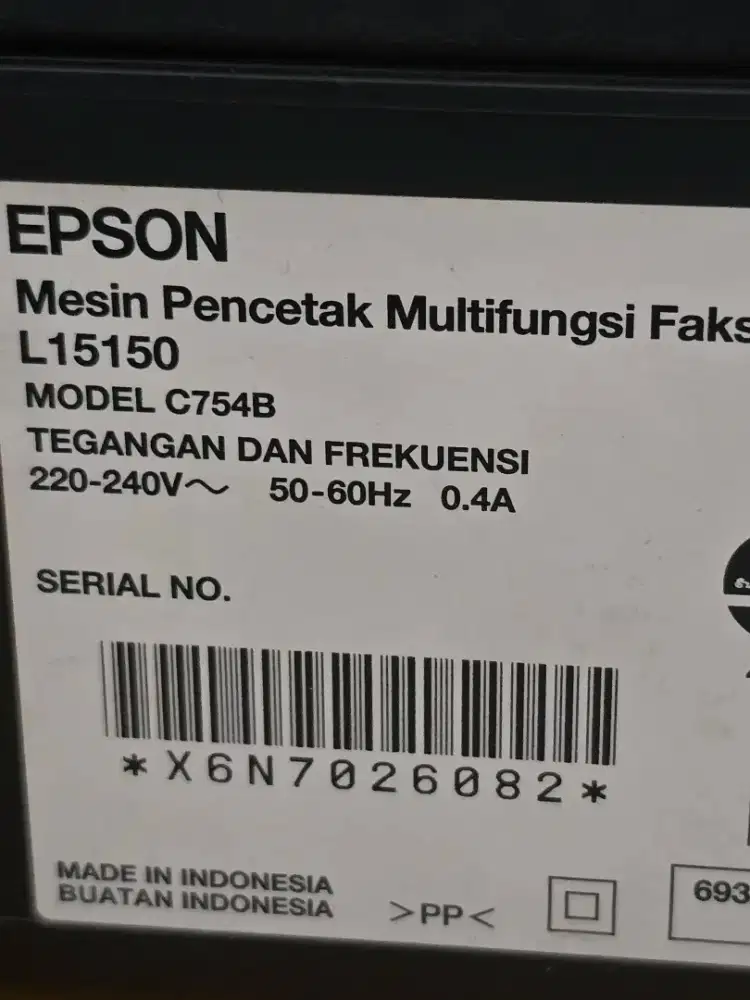 EPSON
Mesin Pencetak Multifungsi Faks
L15150
MODEL C754B
TEGANGAN DAN FREKUENSI
220-240V～ 50-60Hz 0.4A
SERIAL NO.
*X6N7026082*
MADE IN INDONESIA
BUATAN INDONESIA
>PP<
693